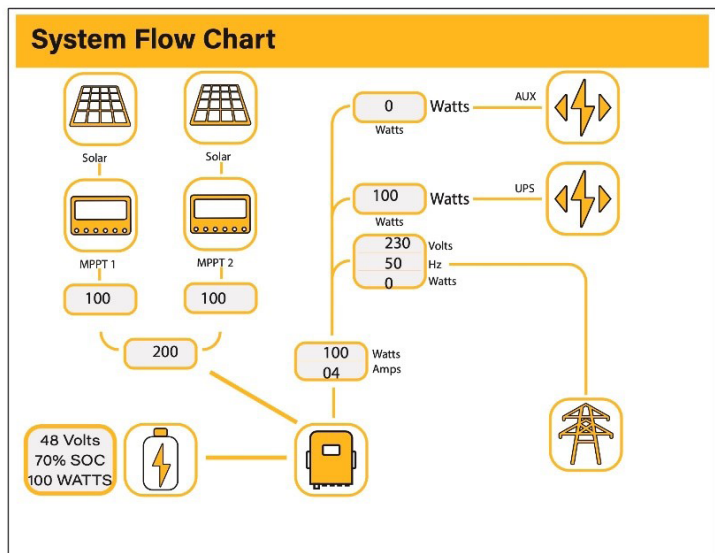 System Flow Chart
Solar
Solar
MPPT 1
MPPT 2
100
100
200
48 Volts
70% SOC
100 WATTS
0 Watts
Watts
AUX
100 Watts
Watts
UPS
230 Volts
50 Hz
0 Watts
100 Watts
04 Amps